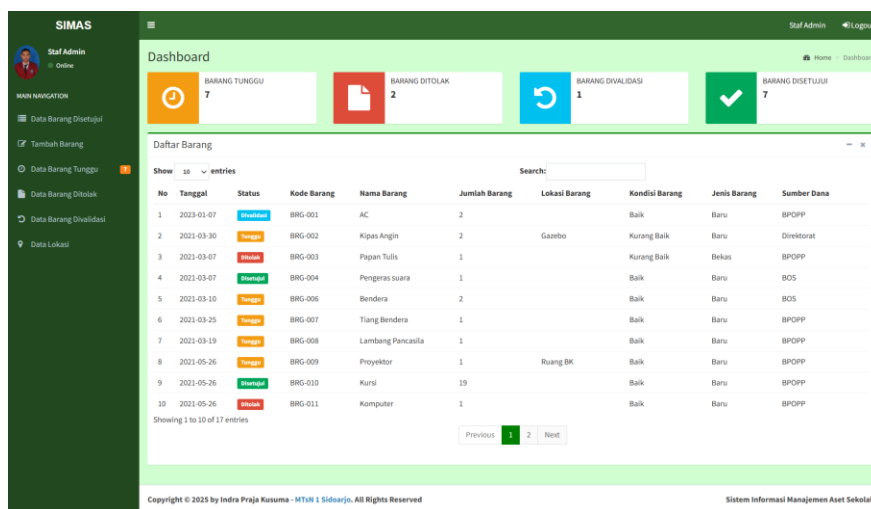 SIMAS
Staf Admin
Logou
Staf Admin
Online
MAIN NAVIGATION
Data Barang Disetujui
Tambah Barang
Data Barang Tunggu 7
Data Barang Ditolak
Data Barang Divalidasi
Data Lokasi
Dashboard
Home > Dashboar
BARANG TUNGGU
7
BARANG DITOLAK
2
BARANG DIVALIDASI
1
BARANG DISETUJUI
7
Daftar Barang
Show 10 entries
Search:
No Tanggal Status Kode Barang Nama Barang Jumlah Barang Lokasi Barang Kondisi Barang Jenis Barang Sumber Dana
1 2023-01-07 Divalidasi BRG-001 AC 2 Baik Baru BPOPP
2 2021-03-30 Tunggu BRG-002 Kipas Angin 2 Gazebo Kurang Baik Baru Direktorat
3 2021-03-07 Ditolak BRG-003 Papan Tulis 1 Kurang Baik Bekas BPOPP
4 2021-03-07 Disetujui BRG-004 Pengeras suara 1 Baik Baru BOS
5 2021-03-10 Tunggu BRG-006 Bendera 2 Baik Baru BOS
6 2021-03-25 Tunggu BRG-007 Tiang Bendera 1 Baik Baru BPOPP
7 2021-03-19 Tunggu BRG-008 Lambang Pancasila 1 Baik Baru BPOPP
8 2021-05-26 Tunggu BRG-009 Proyektor 1 Ruang BK Baik Baru BPOPP
9 2021-05-26 Disetujui BRG-010 Kursi 19 Baik Baru BPOPP
10 2021-05-26 Ditolak BRG-011 Komputer 1 Baik Baru BPOPP
Showing 1 to 10 of 17 entries
Previous 1 2 Next
Copyright © 2025 by Indra Praja Kusuma - MTsN 1 Sidoarjo. All Rights Reserved
Sistem Informasi Manajemen Aset Sekola